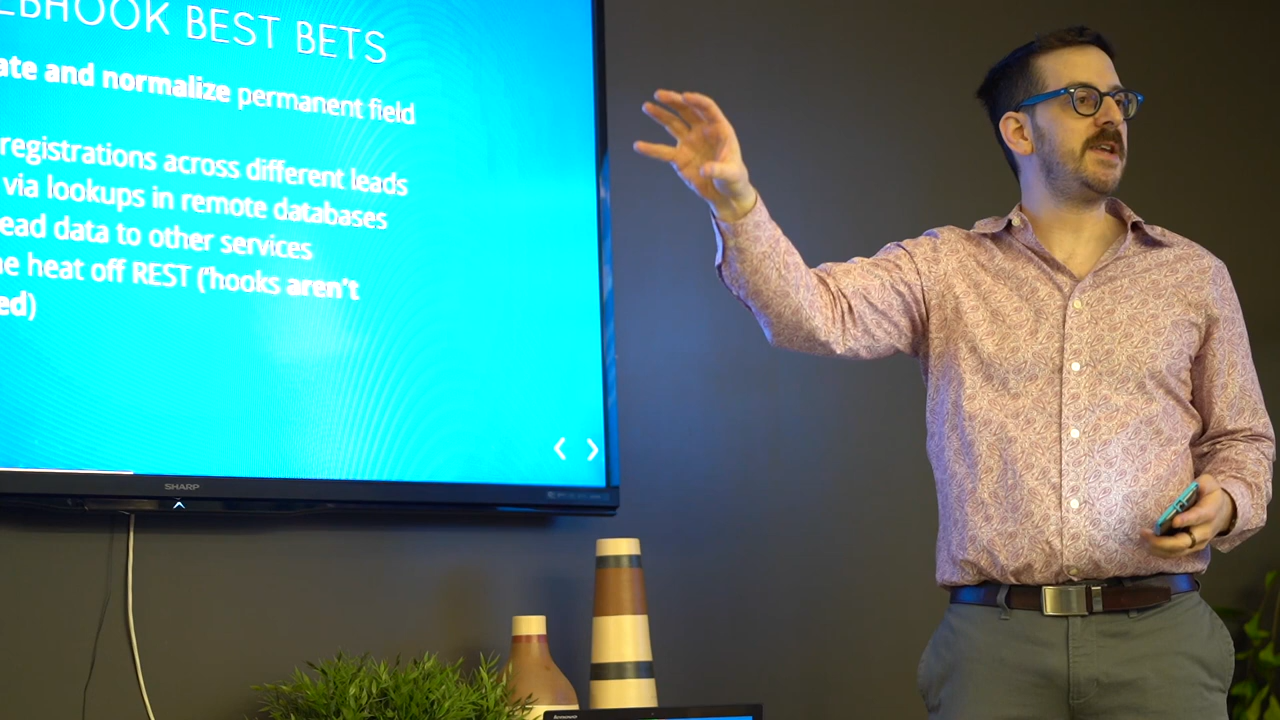 EBHOOK BEST BETS
ate and normalize permanent field
registrations across different leads
via lookups in remote databases
ead data to other services
e heat off REST ('hooks aren't
ed)
SHARP
lenovo